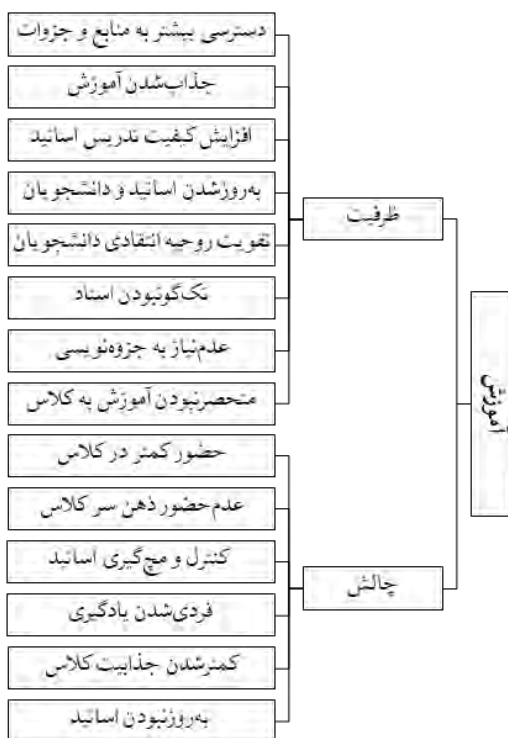 آموزش
ظرفیت
دسترسی بیشتر به منابع و جزوات
جذاب‌شدن آموزش
افزایش کیفیت تدریس اساتید
به‌روزشدن اساتید و دانشجویان
تقویت روحیه انتقادی دانشجویان
تک‌گونبودن استاد
عدم‌نیاز به جزوه‌نویسی
منحصرنبودن آموزش به کلاس
چالش
حضور کمتر در کلاس
عدم‌حضور ذهن سر کلاس
کنترل و مچ‌گیری اساتید
فردی‌شدن یادگیری
کمترشدن جذابیت کلاس
به‌روزنبودن اساتید